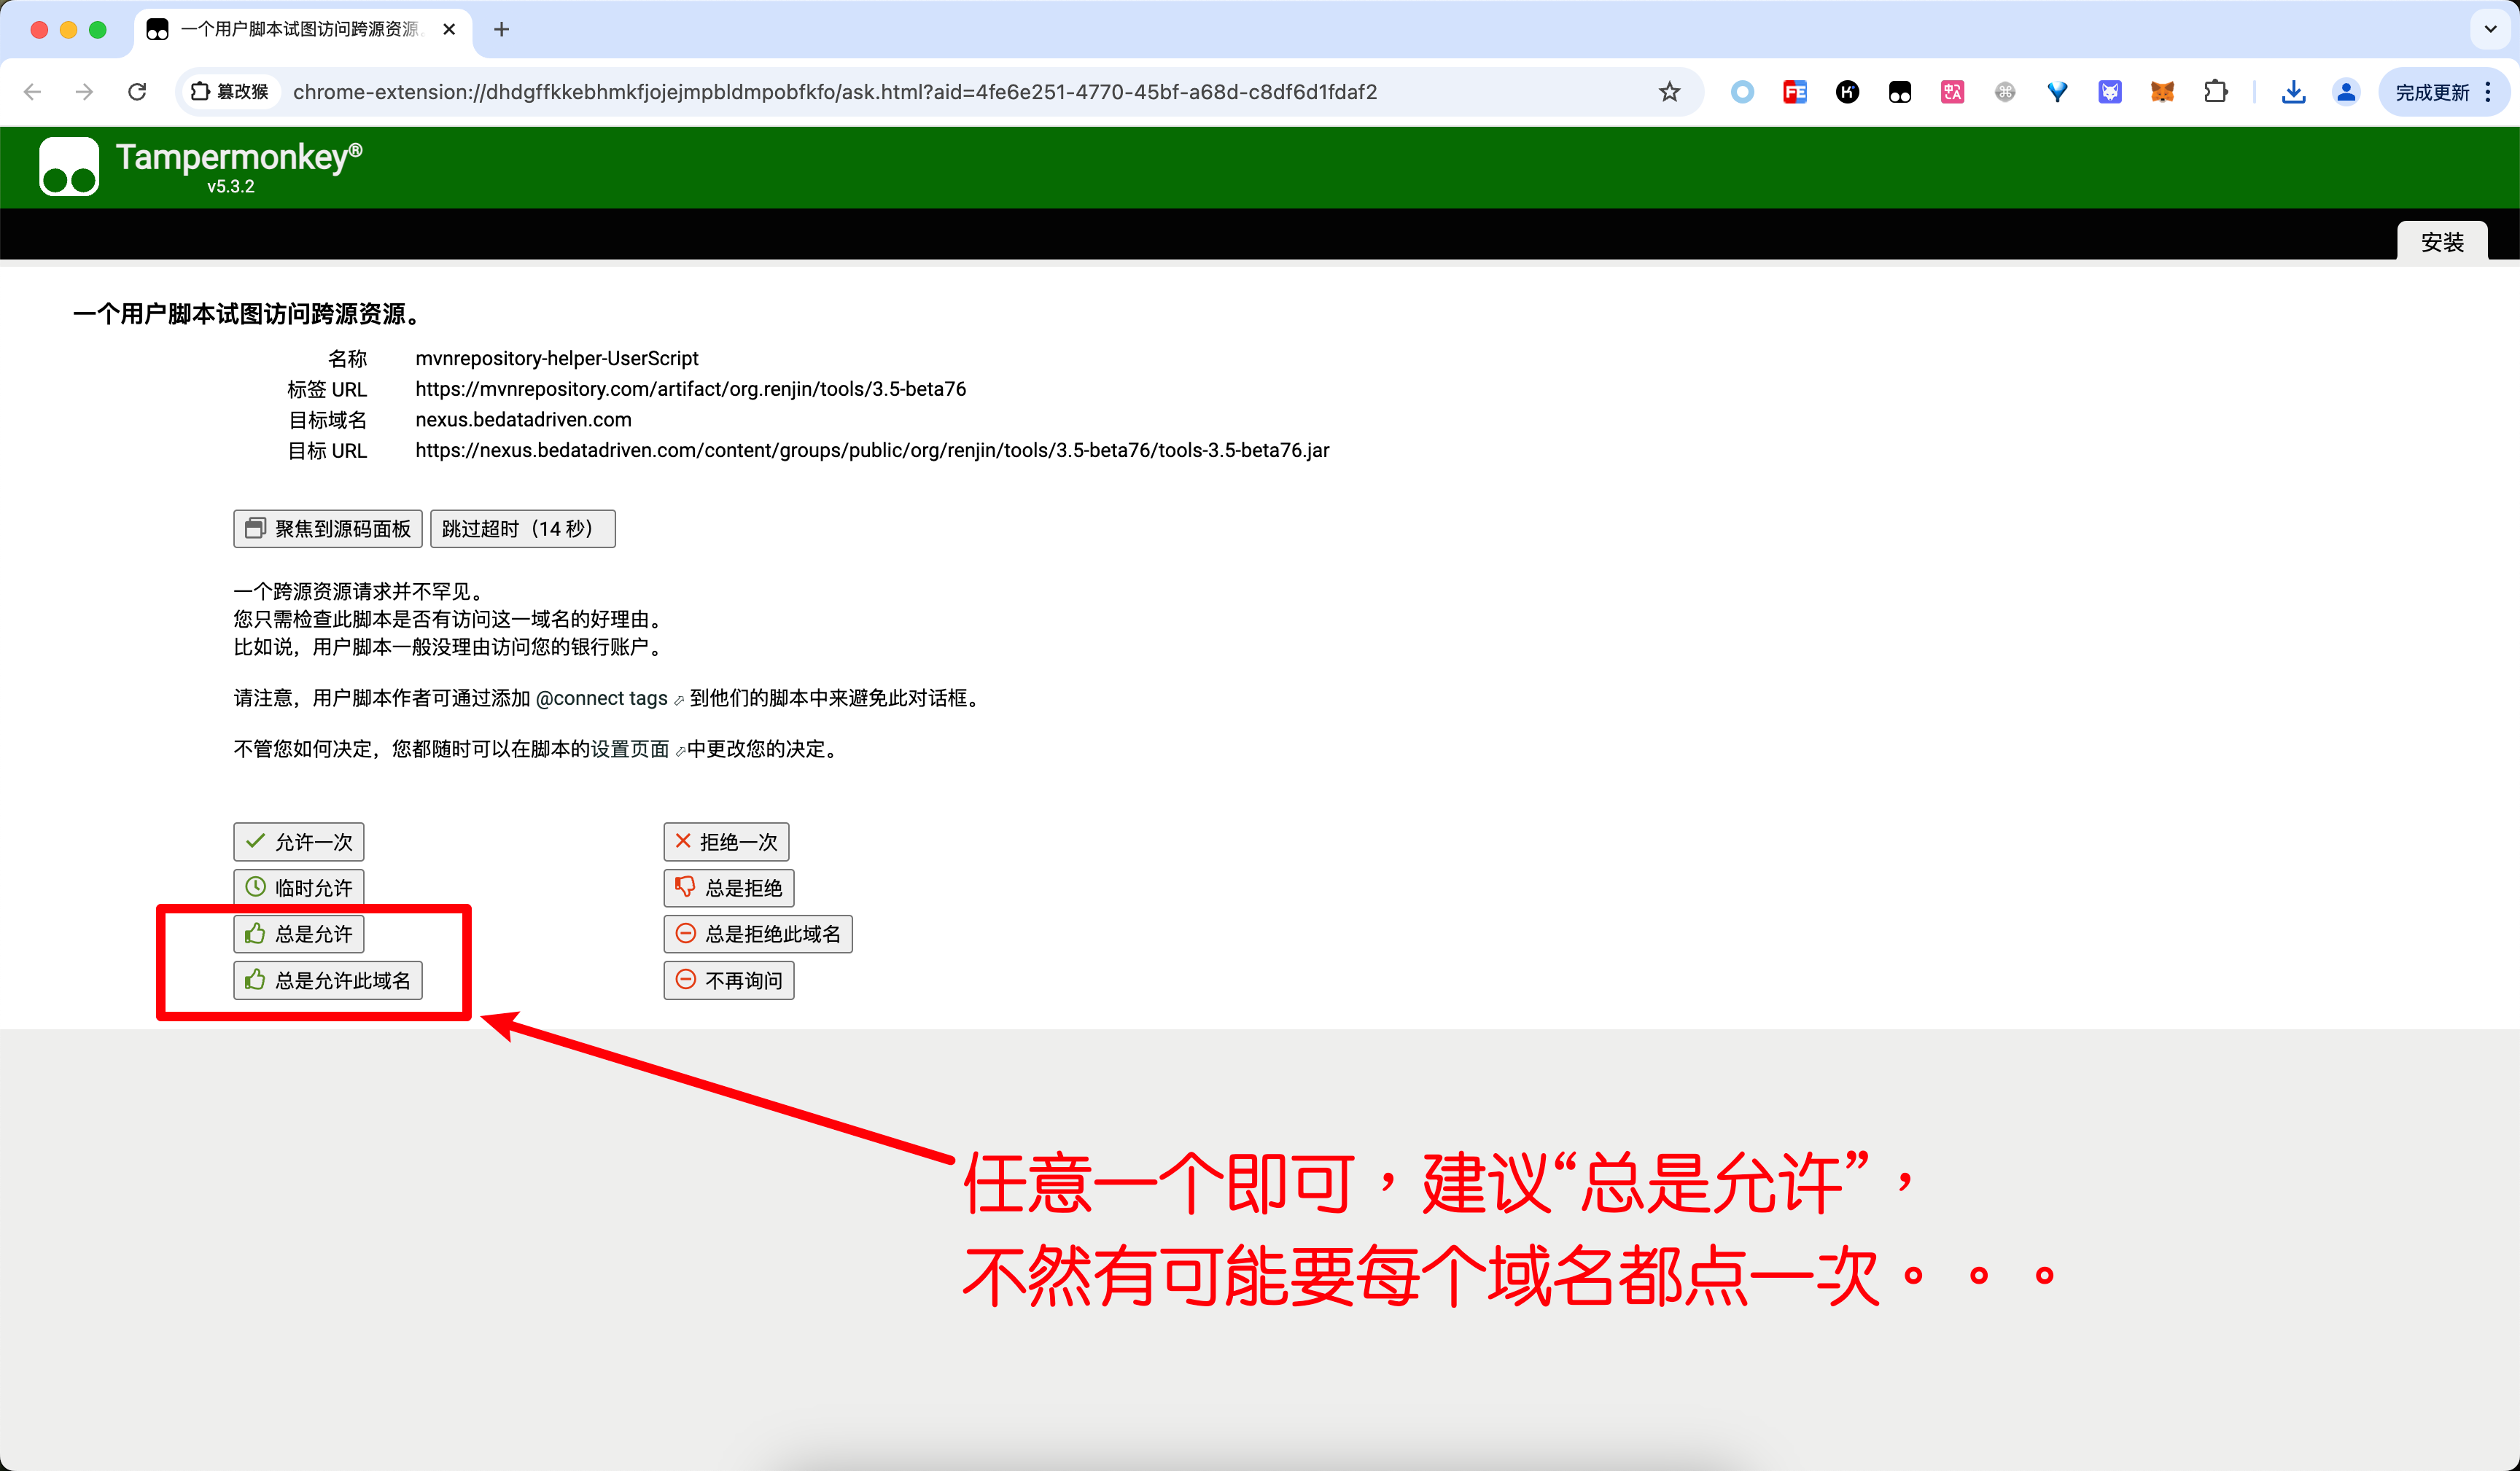 一个用户脚本试图访问跨源资源。
篡改猴
chrome-extension://dhdgffkkebhmkfjojejmpbldmpobfkfo/ask.html?aid=4fe6e251-4770-45bf-a68d-c8df6d1fdaf2
完成更新
Tampermonkey®
v5.3.2
安装
一个用户脚本试图访问跨源资源。
名称 mvnrepository-helper-UserScript
标签 URL https://mvnrepository.com/artifact/org.renjin/tools/3.5-beta76
目标域名 nexus.bedatadriven.com
目标 URL https://nexus.bedatadriven.com/content/groups/public/org/renjin/tools/3.5-beta76/tools-3.5-beta76.jar
聚焦到源码面板 跳过超时（14 秒）
一个跨源资源请求并不罕见。
您只需检查此脚本是否有访问这一域名的好理由。
比如说，用户脚本一般没理由访问您的银行账户。
请注意，用户脚本作者可通过添加 @connect tags 到他们的脚本中来避免此对话框。
不管您如何决定，您都随时可以在脚本的设置页面 中更改您的决定。
允许一次 拒绝一次
临时允许 总是拒绝
总是允许 总是拒绝此域名
总是允许此域名 不再询问
任意一个即可，建议“总是允许”，
不然有可能要每个域名都点一次。。。